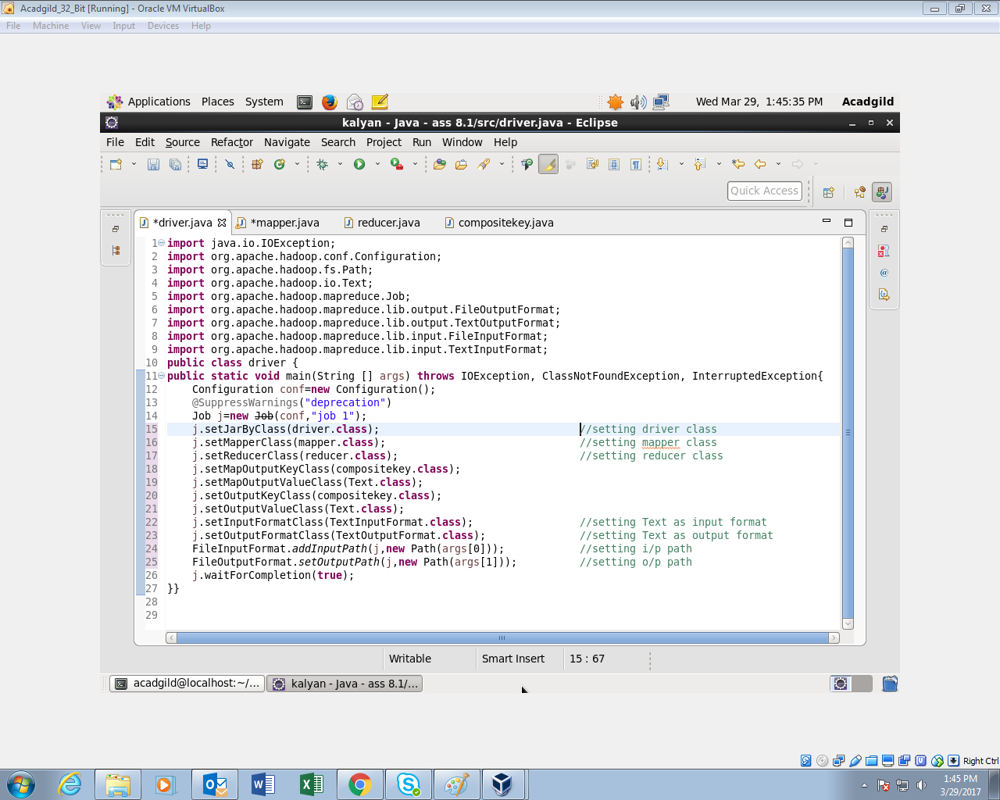 Acadgild_32_Bit [Running] - Oracle VM VirtualBox
File Machine View Input Devices Help
Applications Places System Wed Mar 29, 1:45:35 PM Acadgild
kalyan - Java - ass 8.1/src/driver.java - Eclipse
File Edit Source Refactor Navigate Search Project Run Window Help
Quick Access
*driver.java *mapper.java reducer.java compositekey.java
1 import java.io.IOException;
2 import org.apache.hadoop.conf.Configuration;
3 import org.apache.hadoop.fs.Path;
4 import org.apache.hadoop.io.Text;
5 import org.apache.hadoop.mapreduce.Job;
6 import org.apache.hadoop.mapreduce.lib.output.FileOutputFormat;
7 import org.apache.hadoop.mapreduce.lib.output.TextOutputFormat;
8 import org.apache.hadoop.mapreduce.lib.input.FileInputFormat;
9 import org.apache.hadoop.mapreduce.lib.input.TextInputFormat;
10 public class driver {
11 public static void main(String [] args) throws IOException, ClassNotFoundException, InterruptedException{
12 Configuration conf=new Configuration();
13 @SuppressWarnings("deprecation")
14 Job j=new Job(conf,"job 1");
15 j.setJarByClass(driver.class); //setting driver class
16 j.setMapperClass(mapper.class); //setting mapper class
17 j.setReducerClass(reducer.class); //setting reducer class
18 j.setMapOutputKeyClass(compositekey.class);
19 j.setMapOutputValueClass(Text.class);
20 j.setOutputKeyClass(compositekey.class);
21 j.setOutputValueClass(Text.class);
22 j.setInputFormatClass(TextInputFormat.class); //setting Text as input format
23 j.setOutputFormatClass(TextOutputFormat.class); //setting Text as output format
24 FileInputFormat.addInputPath(j,new Path(args[0])); //setting i/p path
25 FileOutputFormat.setOutputPath(j,new Path(args[1])); //setting o/p path
26 j.waitForCompletion(true);
27 }}
28
29
Writable Smart Insert 15 : 67
acadgild@localhost:~/... kalyan - Java - ass 8.1/...
Right Ctrl
1:45 PM
3/29/2017